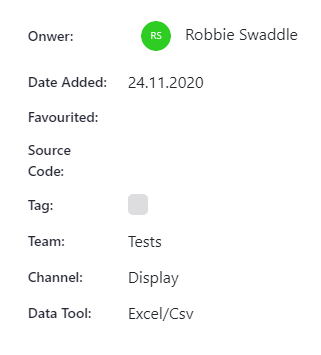 Onwer: RS Robbie Swaddle
Date Added: 24.11.2020
Favourited:
Source
Code:
Tag:
Team: Tests
Channel: Display
Data Tool: Excel/Csv